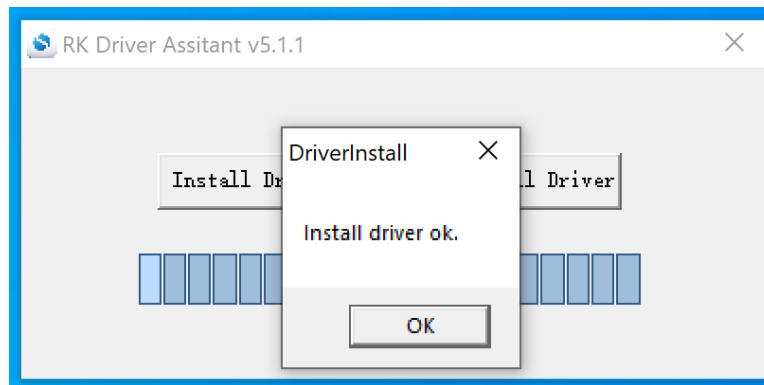 RK Driver Assitant v5.1.1
DriverInstall
Install Dr
l Driver
Install driver ok.
OK